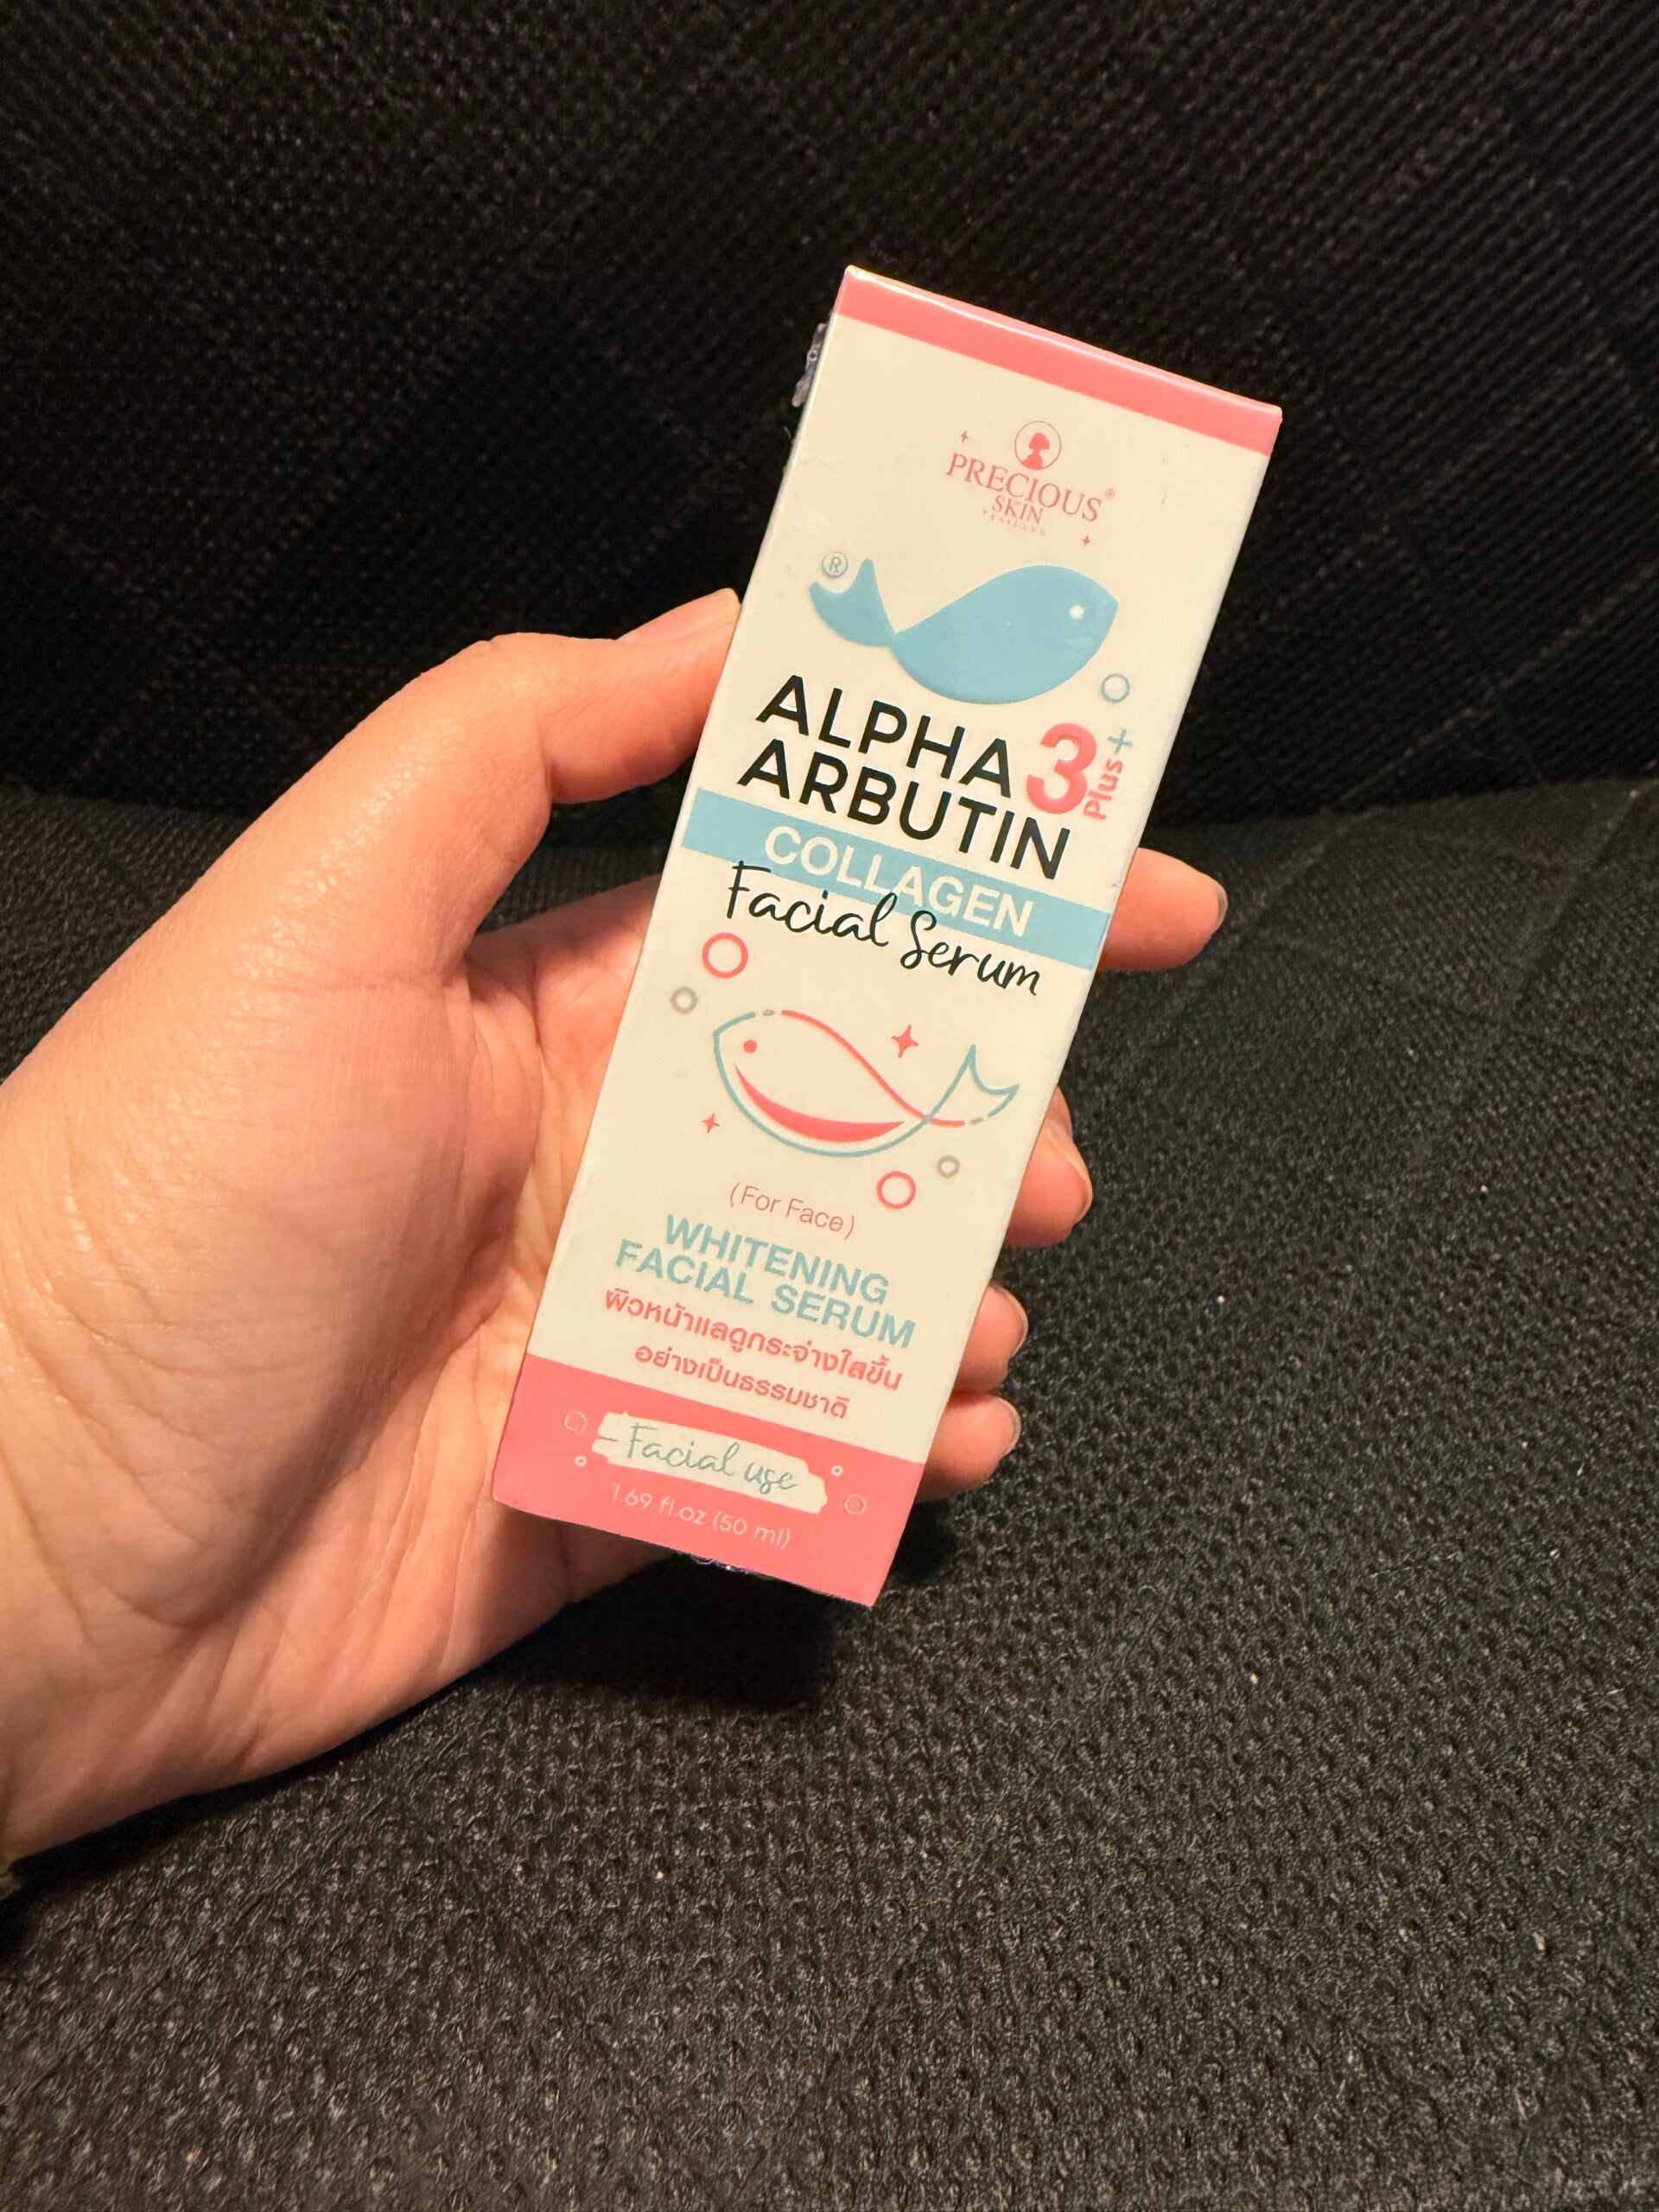 PRECIOUS®
SKIN
THAILAND
®
ALPHA 3 Plus+
ARBUTIN
COLLAGEN
Facial Serum
(For Face)
WHITENING
FACIAL SERUM
ผิวหน้าแลดูกระจ่างใสขึ้น
อย่างเป็นธรรมชาติ
Facial use
1.69 fl.oz (50 ml)